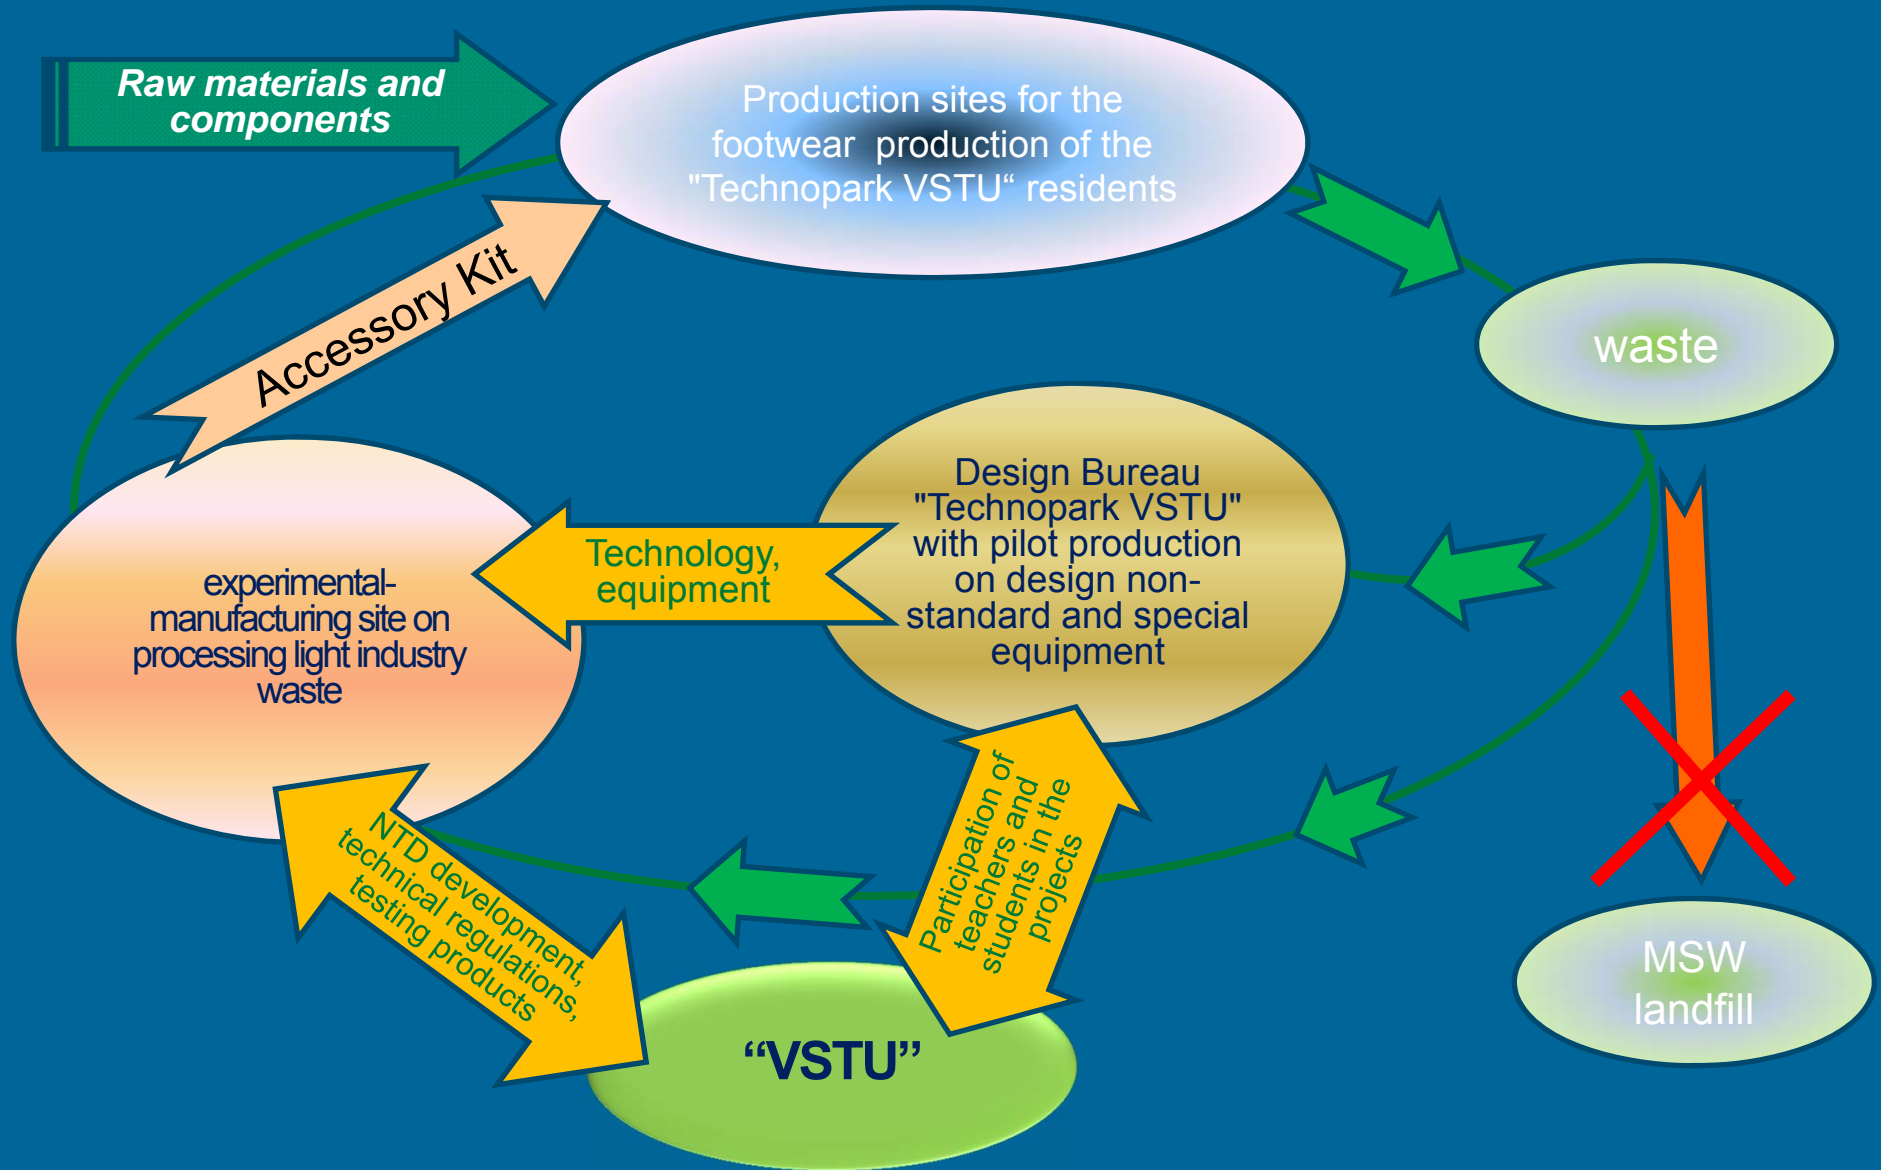 Raw materials and
components
Production sites for the
footwear production of the
"Technopark VSTU“ residents
Accessory Kit
waste
Design Bureau
"Technopark VSTU"
with pilot production
on design non-
standard and special
equipment
Technology,
equipment
experimental-
manufacturing site on
processing light industry
waste
Participation of
teachers and
students in the
projects
NTD development,
technical regulations,
testing products
MSW
landfill
“VSTU”